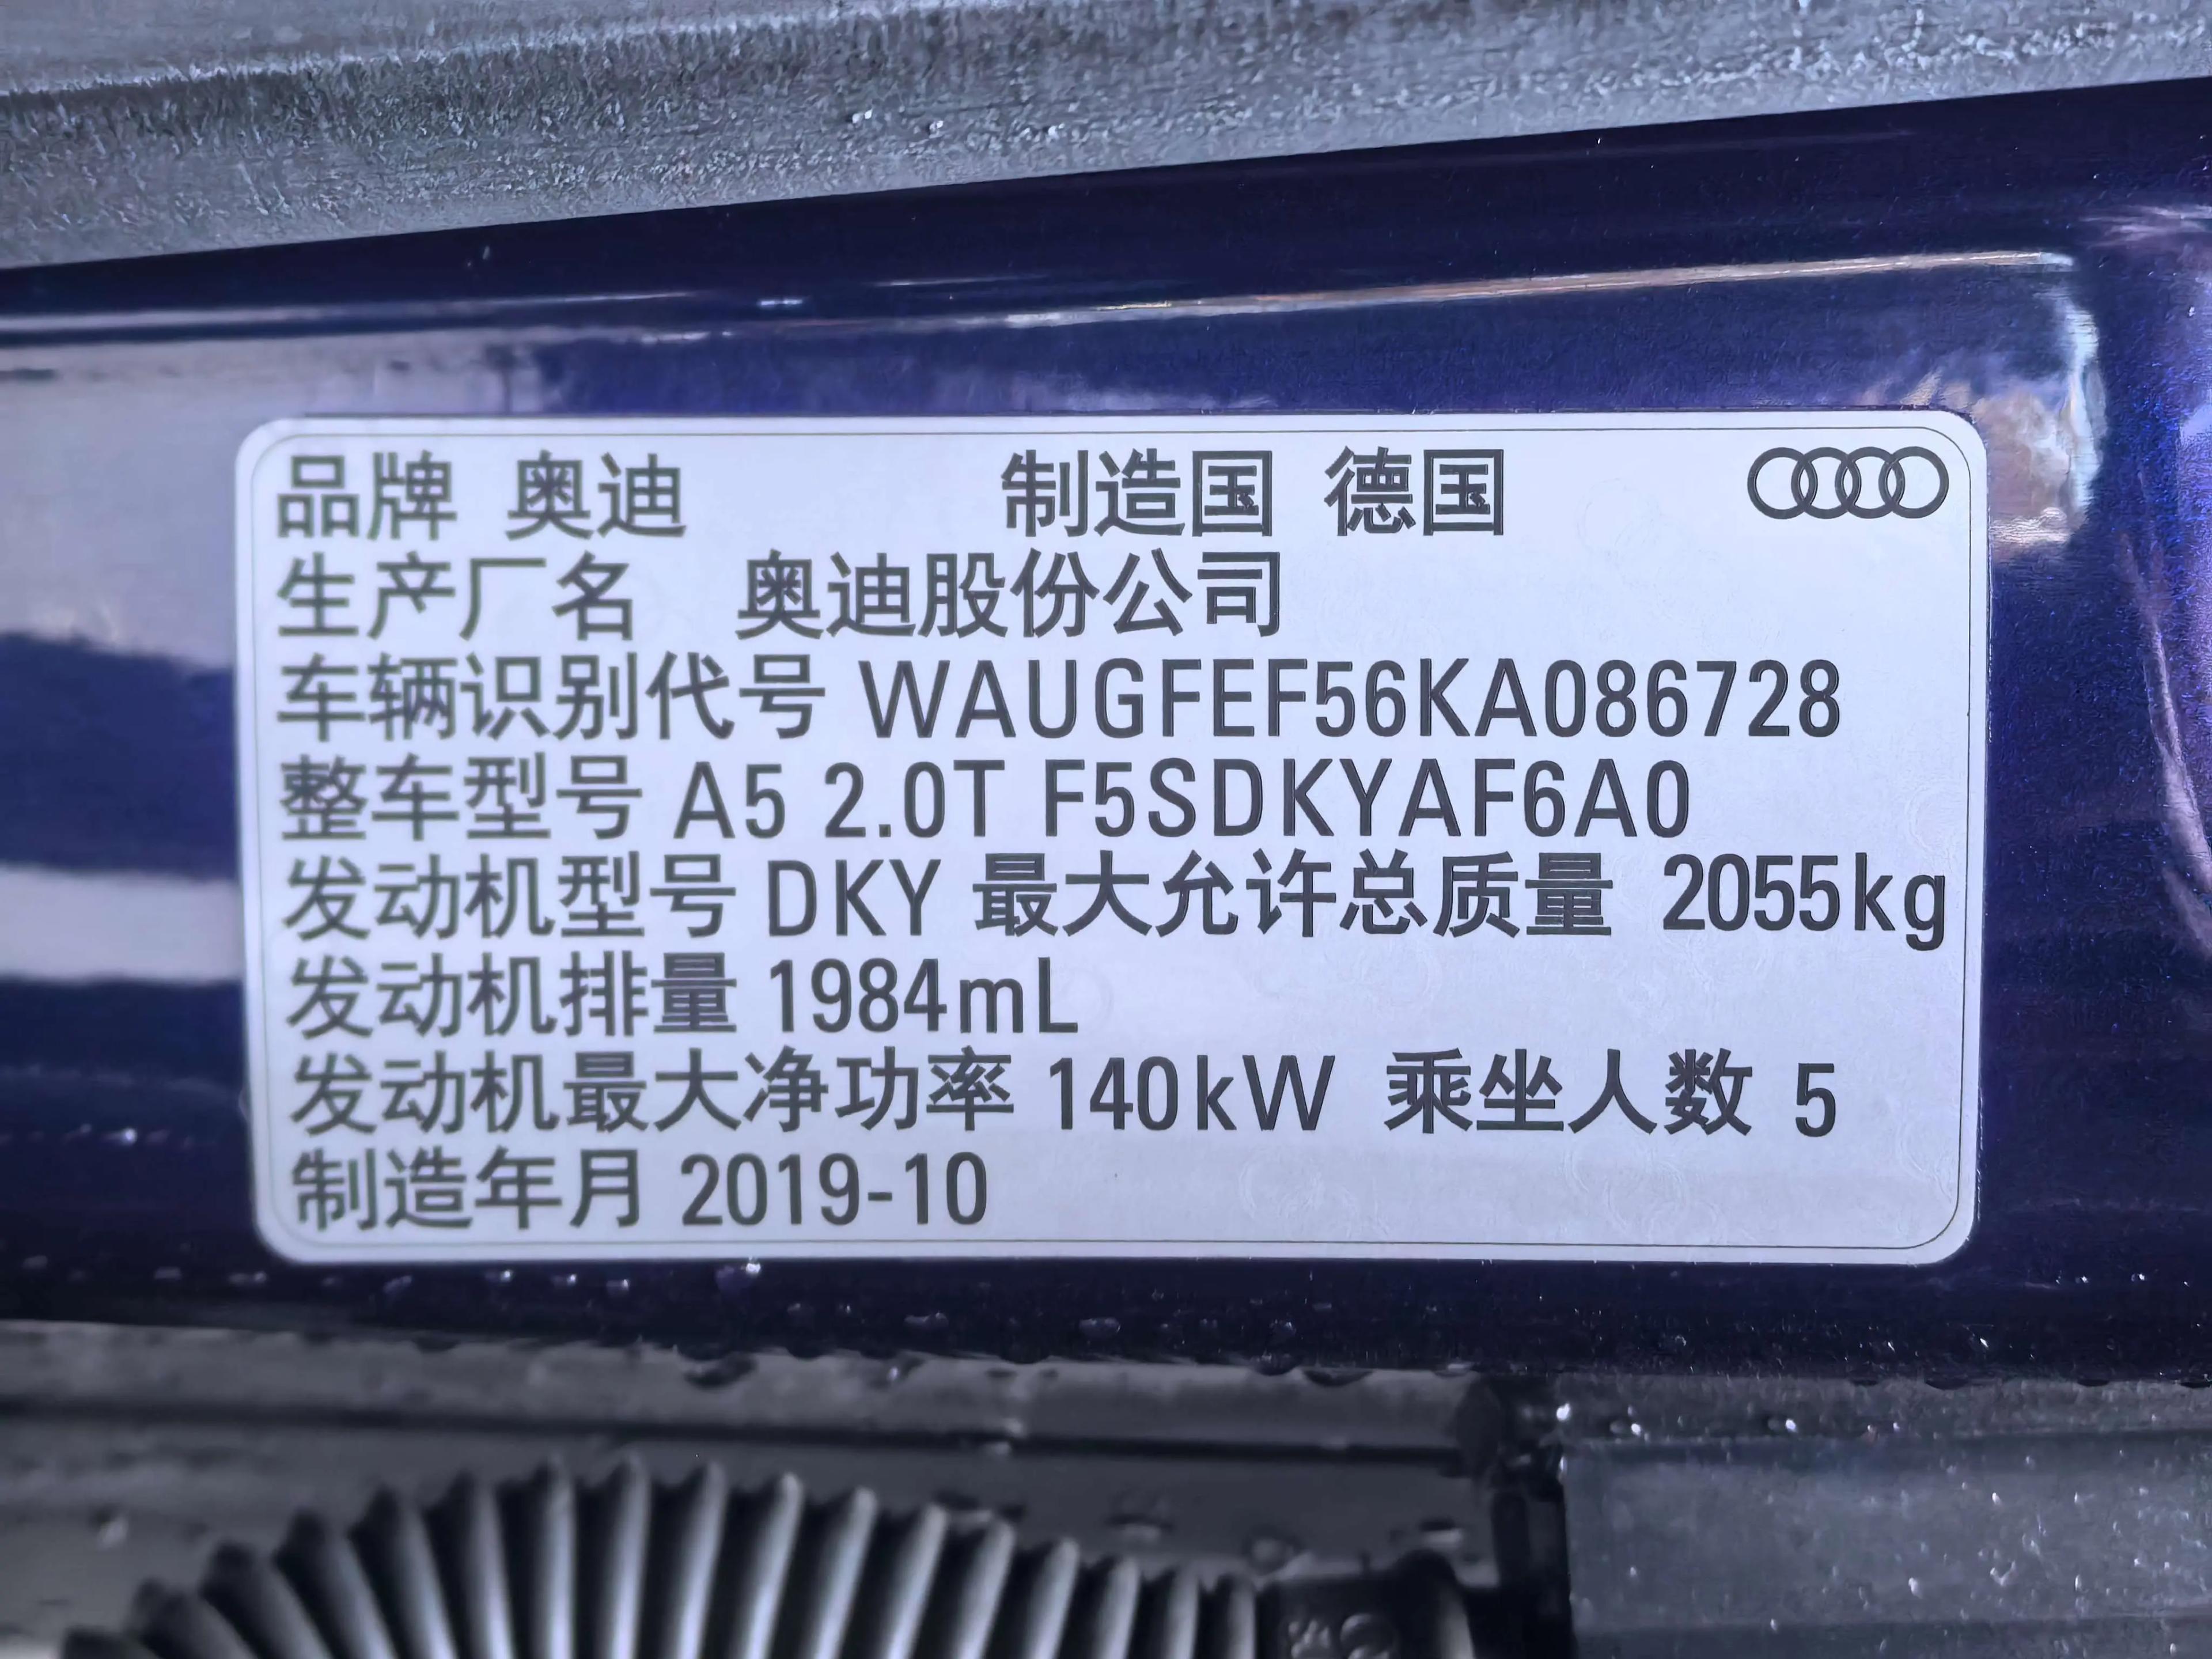 品牌 奥迪 制造国 德国
生产厂名 奥迪股份公司
车辆识别代号 WAUGFEF56KA086728
整车型号 A5 2.0T F5SDKYAF6A0
发动机型号 DKY 最大允许总质量 2055kg
发动机排量 1984mL
发动机最大净功率 140kW 乘坐人数 5
制造年月 2019-10